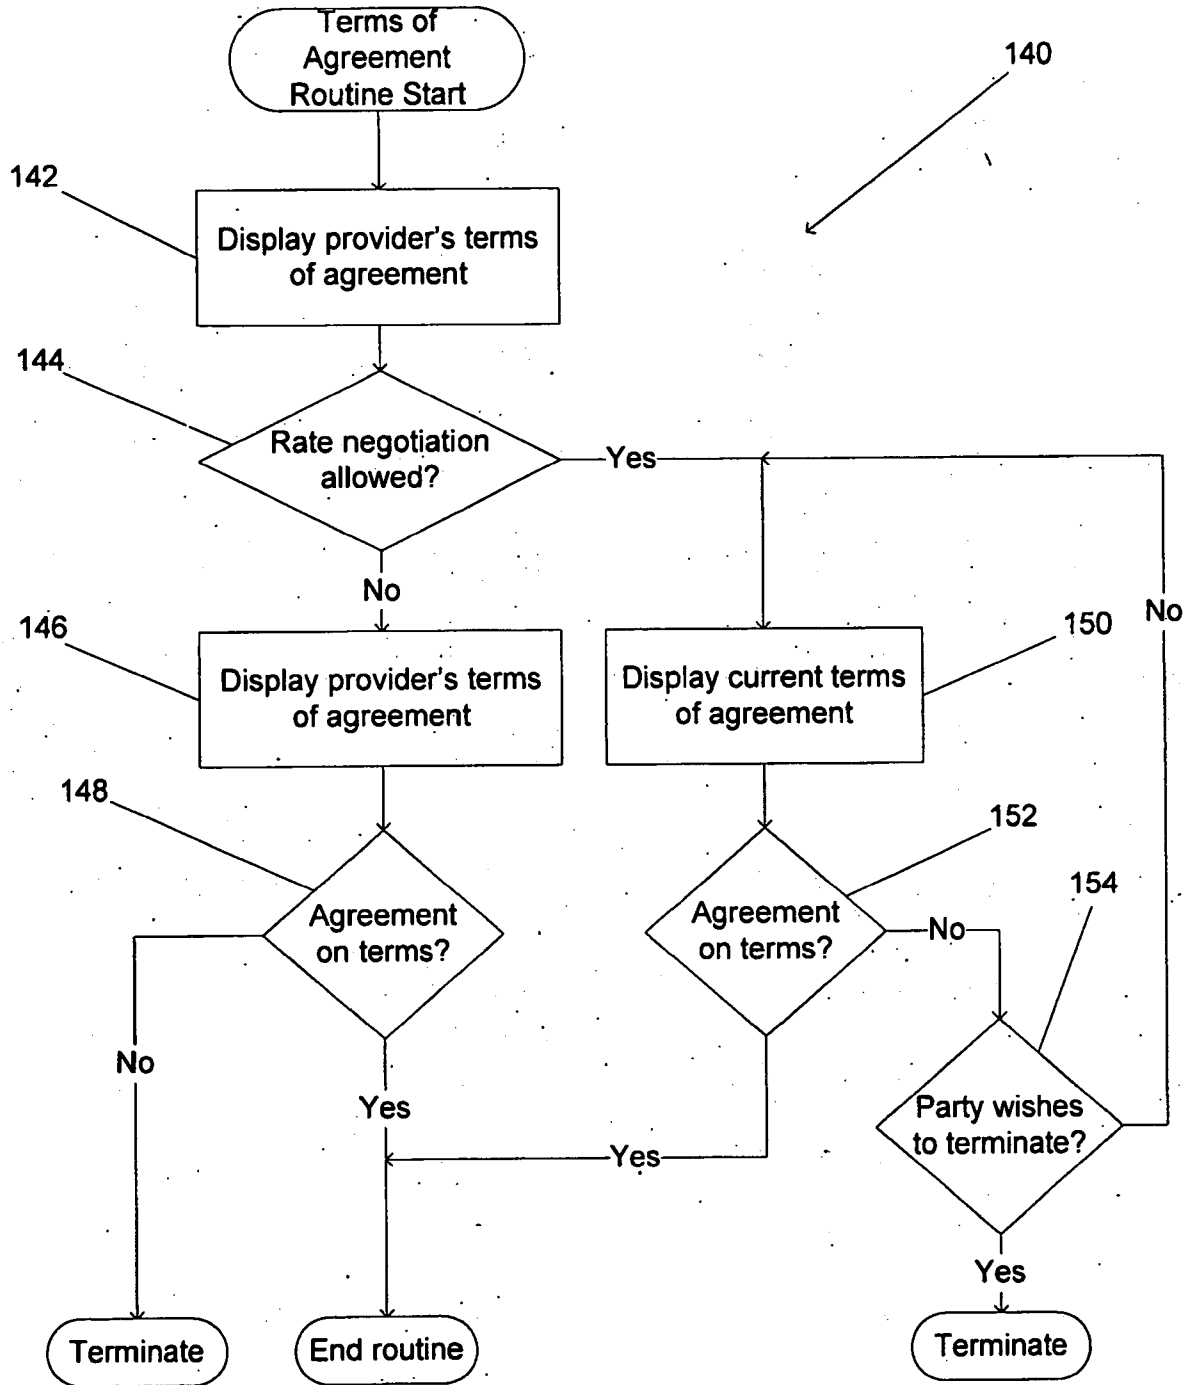 Terms of
Agreement
Routine Start
140
142
Display provider's terms
of agreement
144
Rate negotiation
allowed?
Yes
No
No
146
Display provider's terms
of agreement
150
Display current terms
of agreement
148
Agreement
on terms?
152
Agreement
on terms?
154
No
No
Yes
Yes
Party wishes
to terminate?
Yes
Terminate
End routine
Terminate